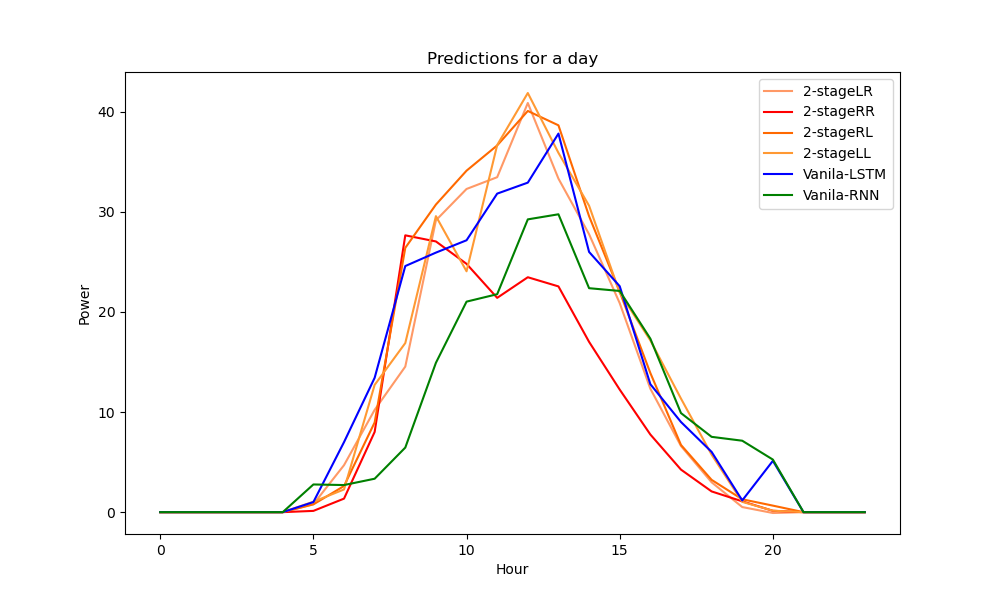 Predictions for a day
2-stageLR
2-stageRR
2-stageRL
2-stageLL
Vanila-LSTM
Vanila-RNN
Power
40
30
20
10
0
0 5 10 15 20
Hour